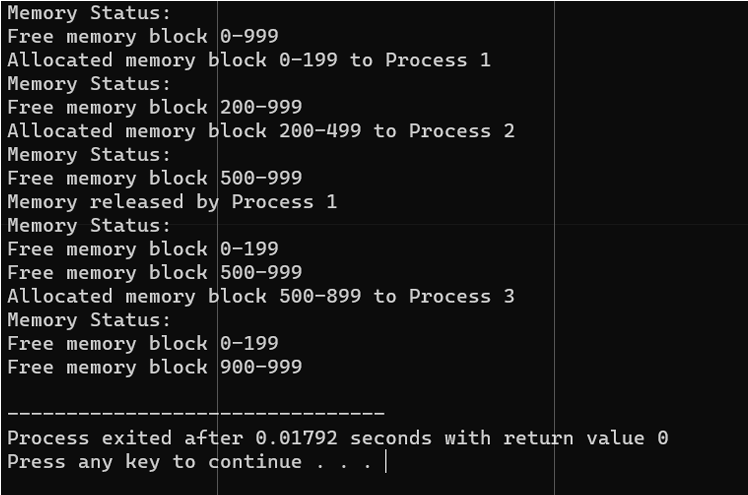 Memory Status:
Free memory block 0-999
Allocated memory block 0-199 to Process 1
Memory Status:
Free memory block 200-999
Allocated memory block 200-499 to Process 2
Memory Status:
Free memory block 500-999
Memory released by Process 1
Memory Status:
Free memory block 0-199
Free memory block 500-999
Allocated memory block 500-899 to Process 3
Memory Status:
Free memory block 0-199
Free memory block 900-999
--------------------------------
Process exited after 0.01792 seconds with return value 0
Press any key to continue . . .